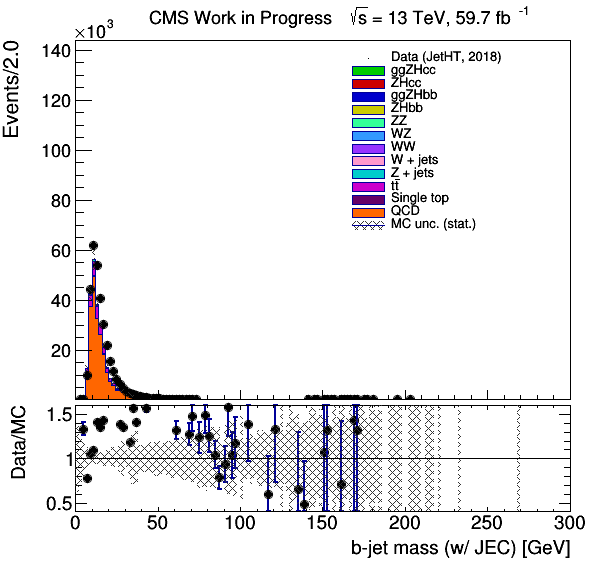 CMS Work in Progress √s = 13 TeV, 59.7 fb⁻¹
×10³
Events/2.0
140
120
100
80
60
40
20
Data (JetHT, 2018)
ggZHcc
ZHcc
ggZHbb
ZHbb
ZZ
WZ
WW
W + jets
Z + jets
tt̄
Single top
QCD
MC unc. (stat.)
Data/MC
1.5
1
0.5
0 50 100 150 200 250 300
b-jet mass (w/ JEC) [GeV]